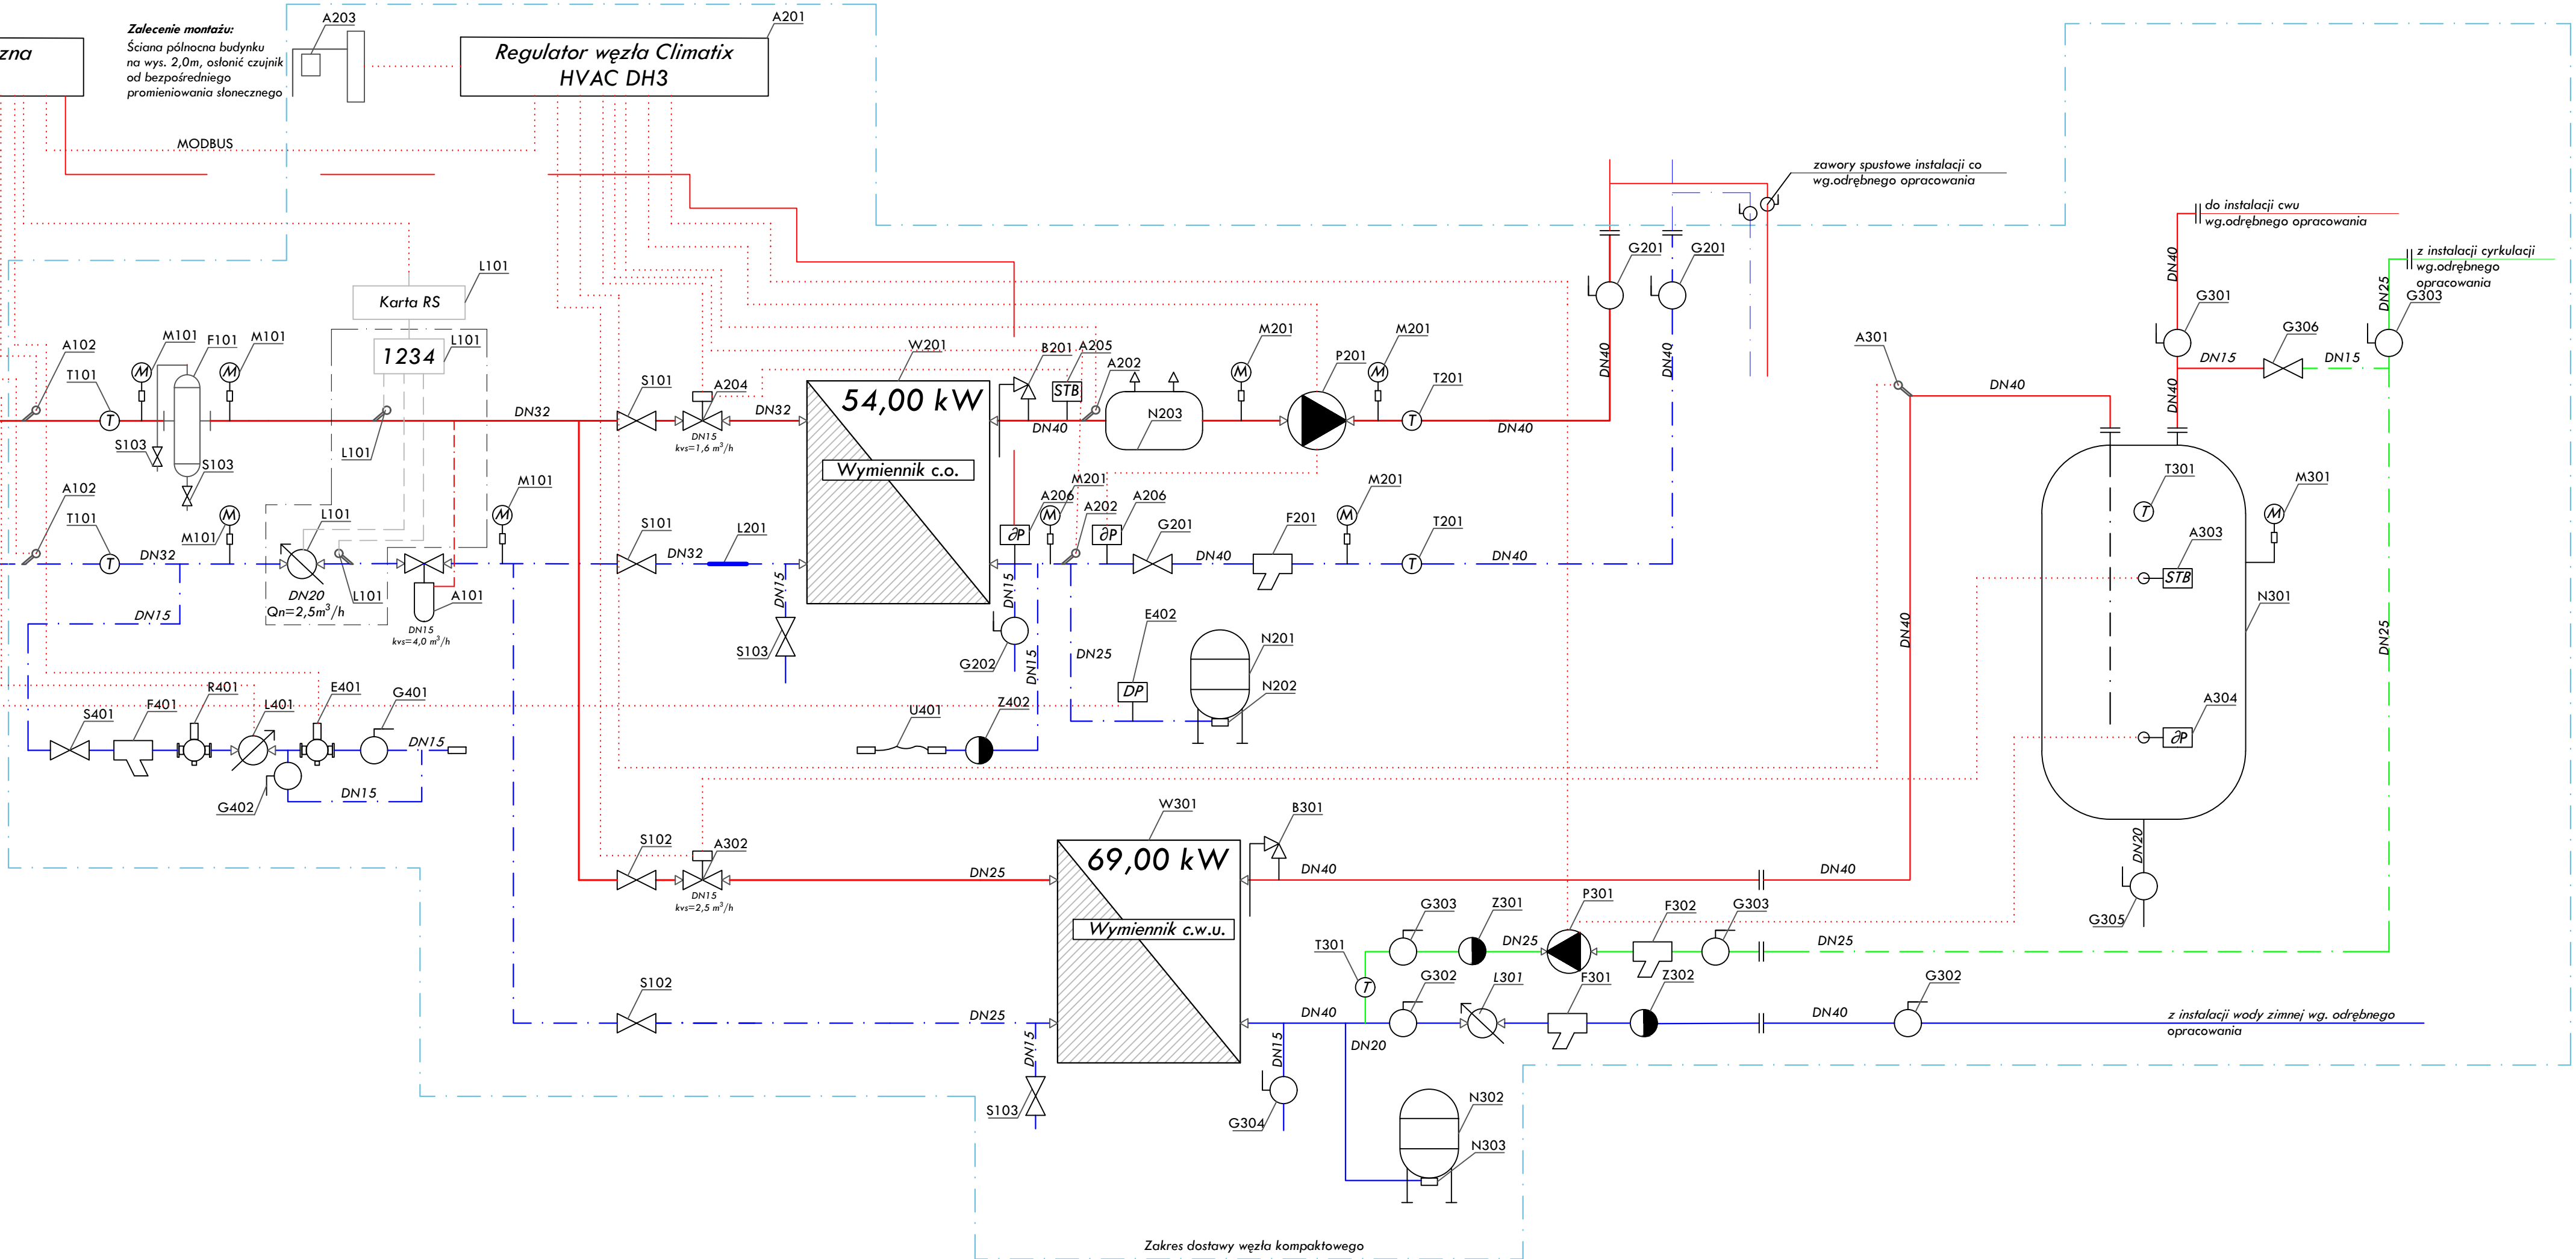 A203
A201
Zalecenie montażu:
Ściana północna budynku
na wys. 2,0m, osłonić czujnik
od bezpośredniego
promieniowania słonecznego
zna
Regulator węzła Climatix
HVAC DH3
MODBUS
zawory spustowe instalacji co
wg.odrębnego opracowania
do instalacji cwu
wg.odrębnego opracowania
z instalacji cyrkulacji
wg.odrębnego
opracowania
DN40
DN25
G301
G303
G306
DN15
DN15
DN40
L101
Karta RS
L101
1234
G201
G201
DN40
DN40
A102
T101
M101
F101
M101
S103
S103
L101
DN32
S101
A204
DN15
kvs=1,6 m³/h
DN32
W201
54,00 kW
Wymiennik c.o.
B201
STB
A205
A202
DN40
N203
M201
P201
M201
T201
DN40
A301
DN40
A102
T101
DN32
M101
M101
L101
DN20
Qn=2,5m³/h
L101
A101
DN15
kvs=4,0 m³/h
S101
DN32
L201
DN15
S103
A206
∂P
M201
A202
A206
∂P
G201
DN40
F201
M201
T201
DN40
DN15
G202
DN15
DN25
E402
DP
N201
N202
T301
T
M301
A303
STB
N301
A304
∂P
DN40
DN25
DN15
S401
F401
R401
L401
E401
G401
DN15
G402
DN15
U401
Z402
S102
A302
DN15
kvs=2,5 m³/h
DN25
W301
69,00 kW
Wymiennik c.w.u.
B301
DN40
DN40
DN20
G305
T301
G303
Z301
DN25
P301
F302
G303
DN25
S102
DN25
DN15
S103
DN40
G302
L301
F301
Z302
DN40
G302
z instalacji wody zimnej wg. odrębnego
opracowania
DN20
DN15
G304
N302
N303
Zakres dostawy węzła kompaktowego